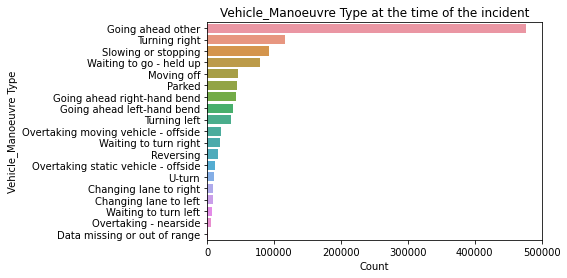 Vehicle_Manoeuvre Type at the time of the incident
Vehicle_Manoeuvre Type
Going ahead other
Turning right
Slowing or stopping
Waiting to go - held up
Moving off
Parked
Going ahead right-hand bend
Going ahead left-hand bend
Turning left
Overtaking moving vehicle - offside
Waiting to turn right
Reversing
Overtaking static vehicle - offside
U-turn
Changing lane to right
Changing lane to left
Waiting to turn left
Overtaking - nearside
Data missing or out of range
0 100000 200000 300000 400000 500000
Count